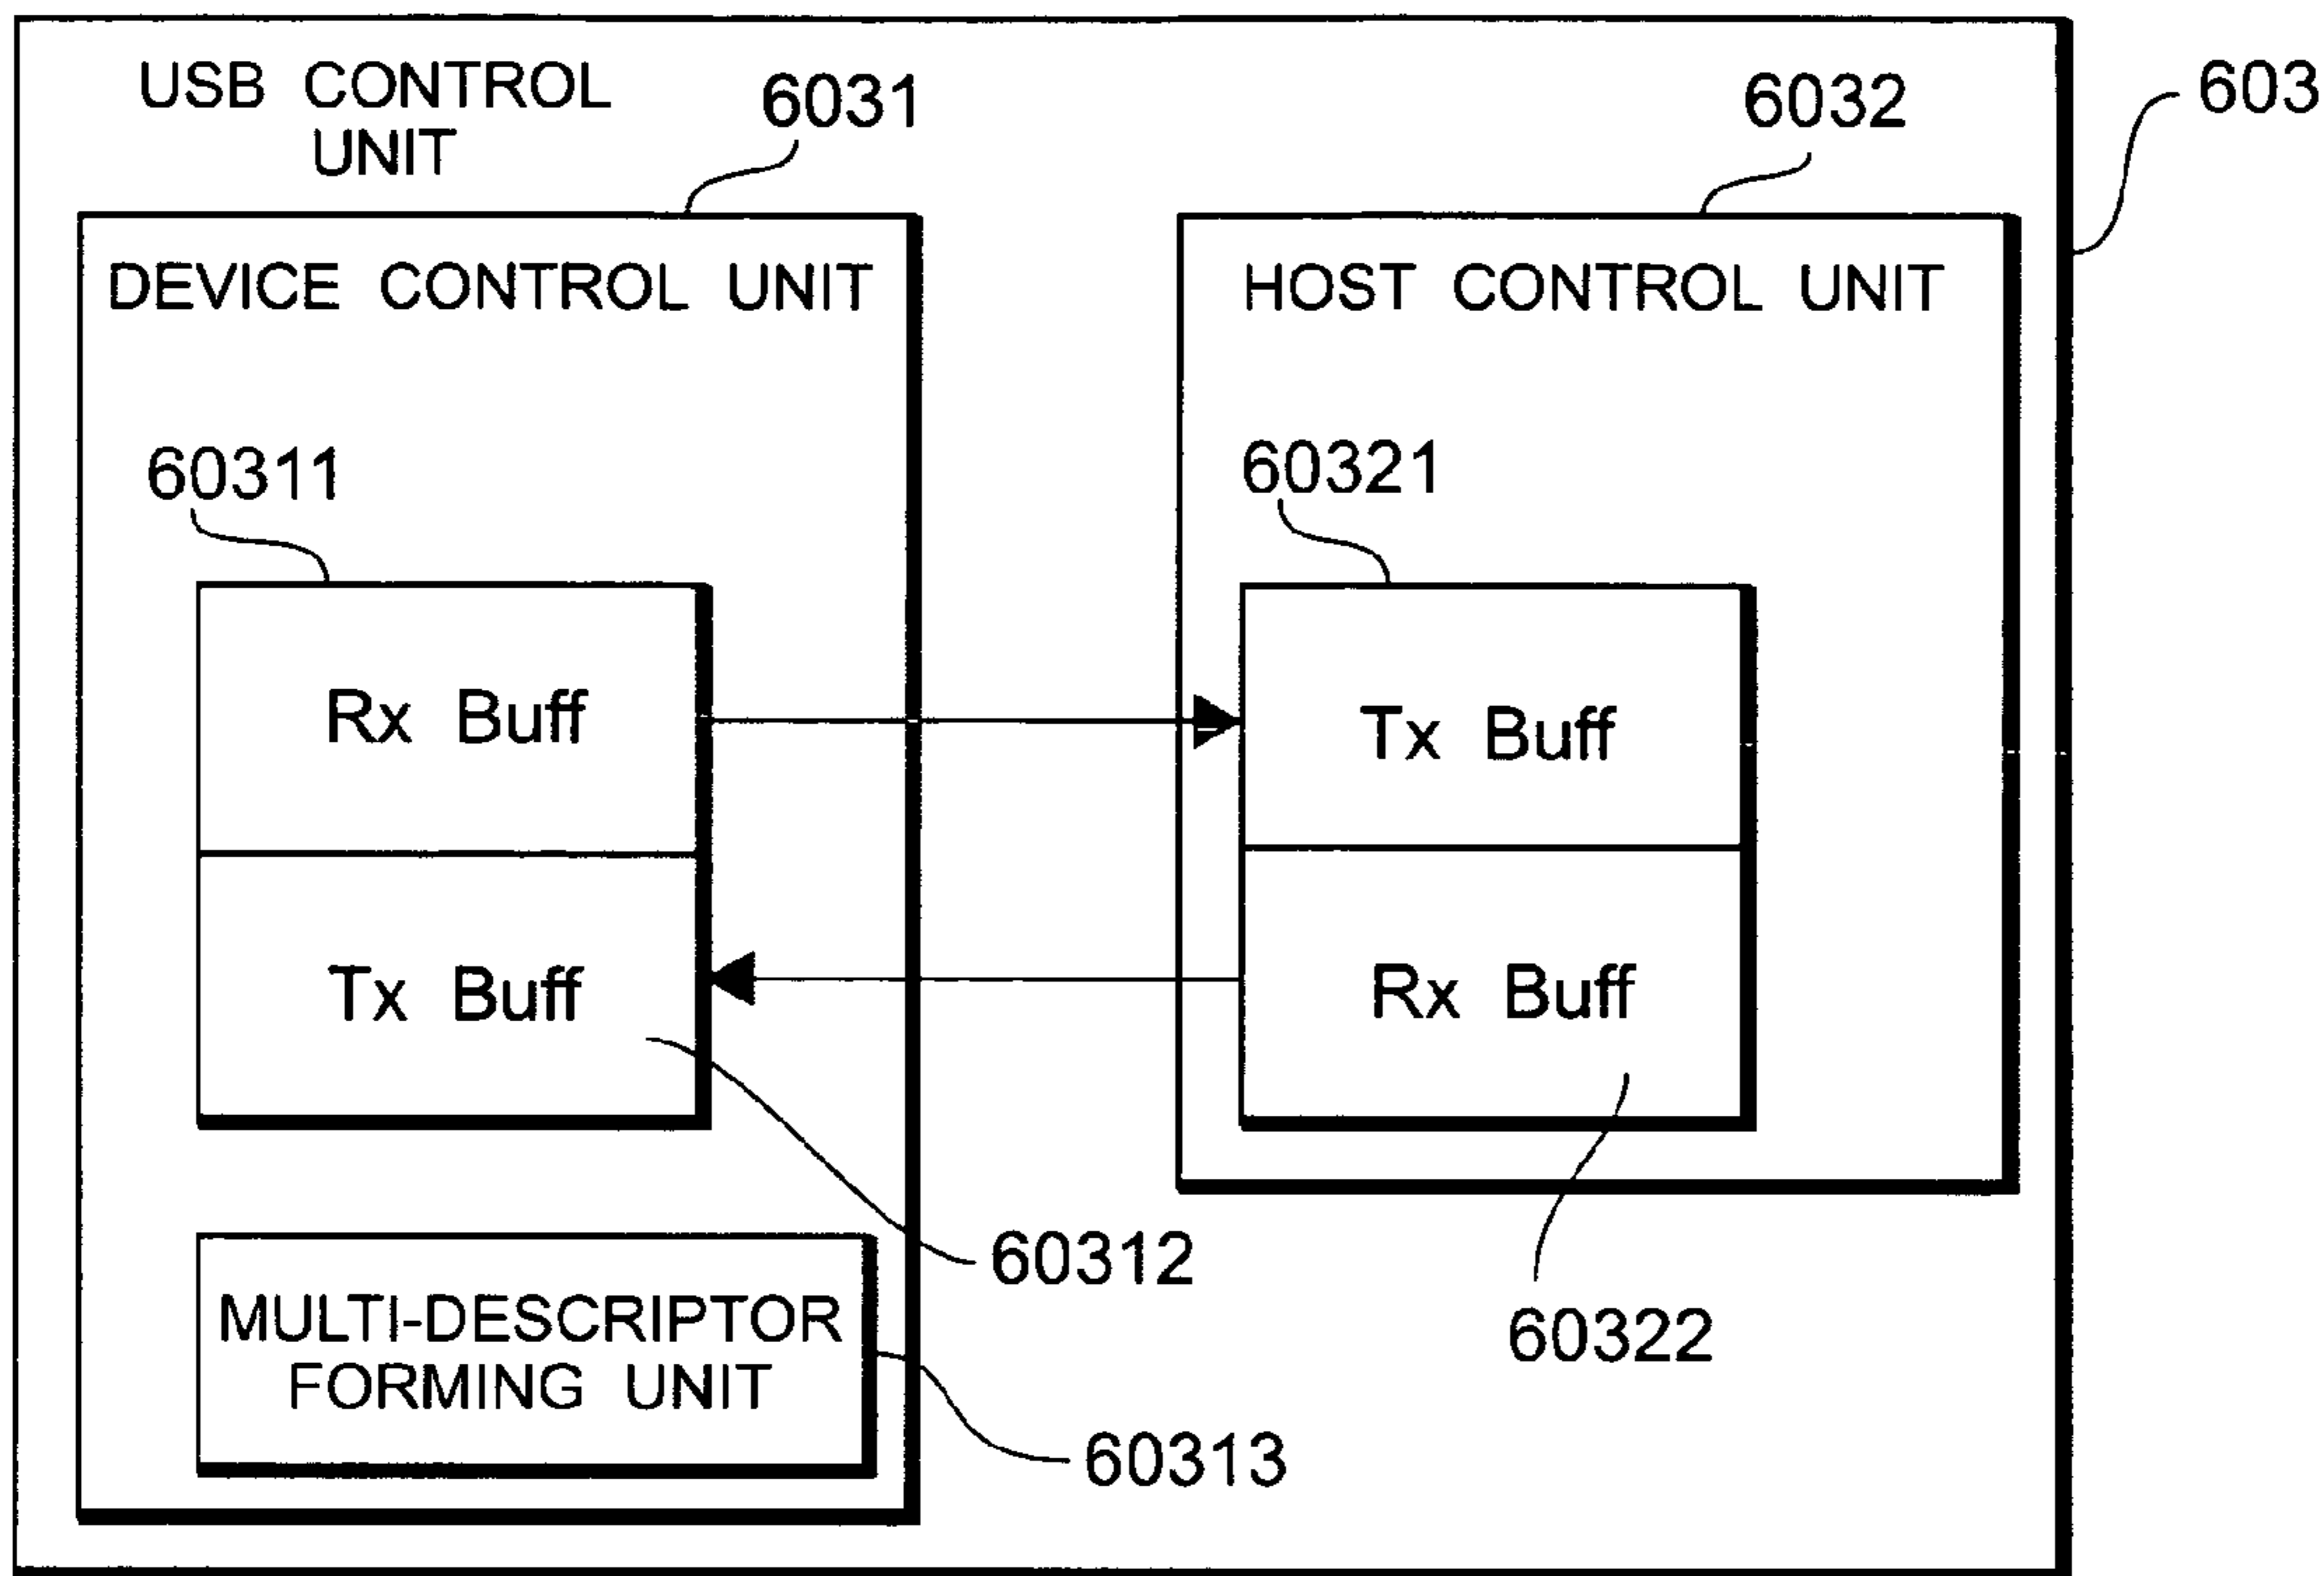 USB CONTROL
UNIT
6031
6032
603
DEVICE CONTROL UNIT
HOST CONTROL UNIT
60311
60321
Rx Buff
Tx Buff
Tx Buff
Rx Buff
60312
60322
MULTI-DESCRIPTOR
FORMING UNIT
60313